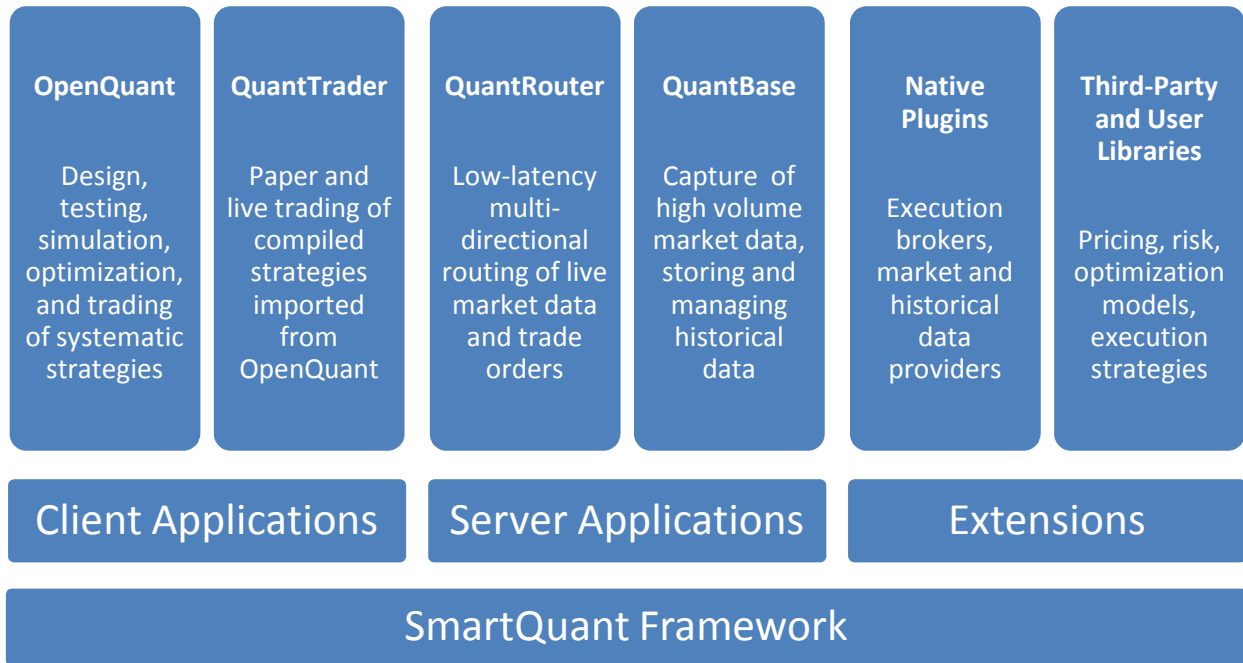 OpenQuant
Design,
testing,
simulation,
optimization,
and trading
of systematic
strategies
QuantTrader
Paper and
live trading of
compiled
strategies
imported
from
OpenQuant
QuantRouter
Low-latency
multi-
directional
routing of live
market data
and trade
orders
QuantBase
Capture of
high volume
market data,
storing and
managing
historical
data
Native
Plugins
Execution
brokers,
market and
historical
data
providers
Third-Party
and User
Libraries
Pricing, risk,
optimization
models,
execution
strategies
Client Applications
Server Applications
Extensions
SmartQuant Framework